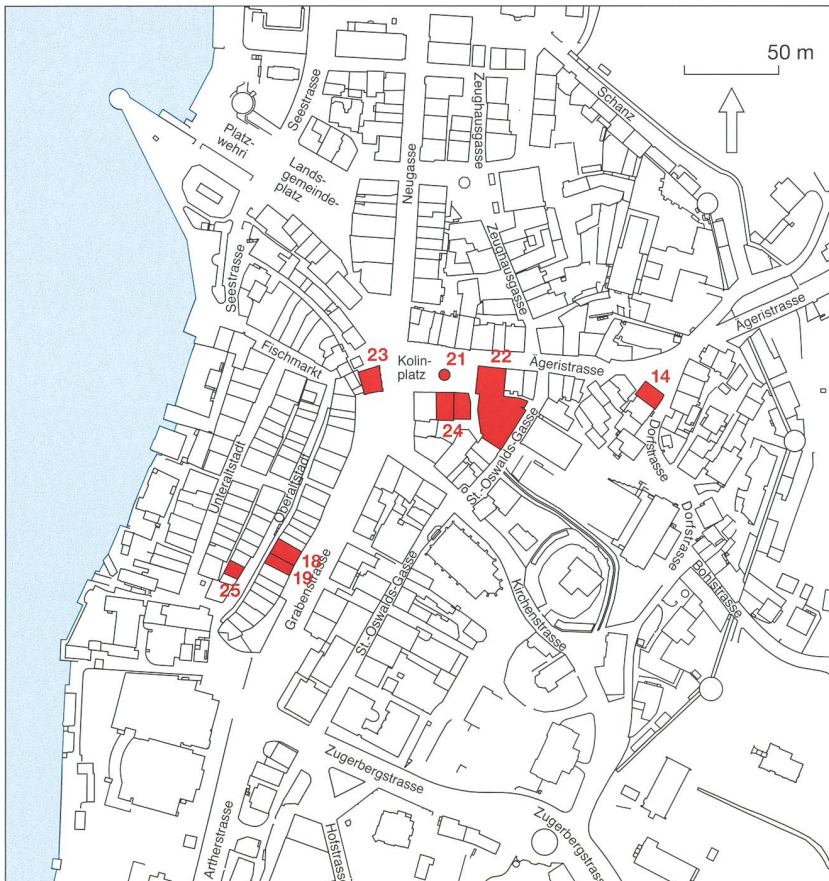 50 m
Seestrasse
Zeughausgasse
Schanz
Platz-
wehri
Lands-
gemeinde-
platz
Neugasse
Zeughausgasse
Seestrasse
Ägeristrasse
Fischmarkt
23
Kolin-
platz
21
22
Ägeristrasse
14
24
Dorfstrasse
St.-Oswalds-Gasse
Unteraltstadt
Oberaltstadt
Dorfstrasse
18
19
25
Grabenstrasse
St.-Oswalds-Gasse
Kirchenstrasse
Bohlstrasse
Zugerbergstrasse
Artherstrasse
Hofstrasse
Zugerbergstrasse